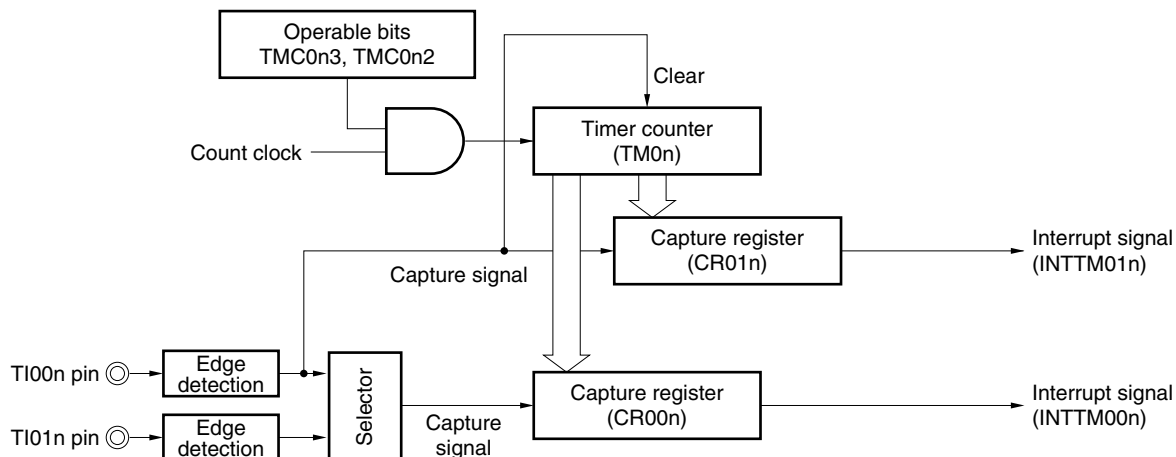 Operable bits
TMC0n3, TMC0n2
Clear
Timer counter
(TM0n)
Count clock
Capture register
(CR01n)
Interrupt signal
(INTTM01n)
Capture signal
TI00n pin
Edge
detection
Selector
Capture register
(CR00n)
Interrupt signal
(INTTM00n)
Capture
signal
TI01n pin
Edge
detection